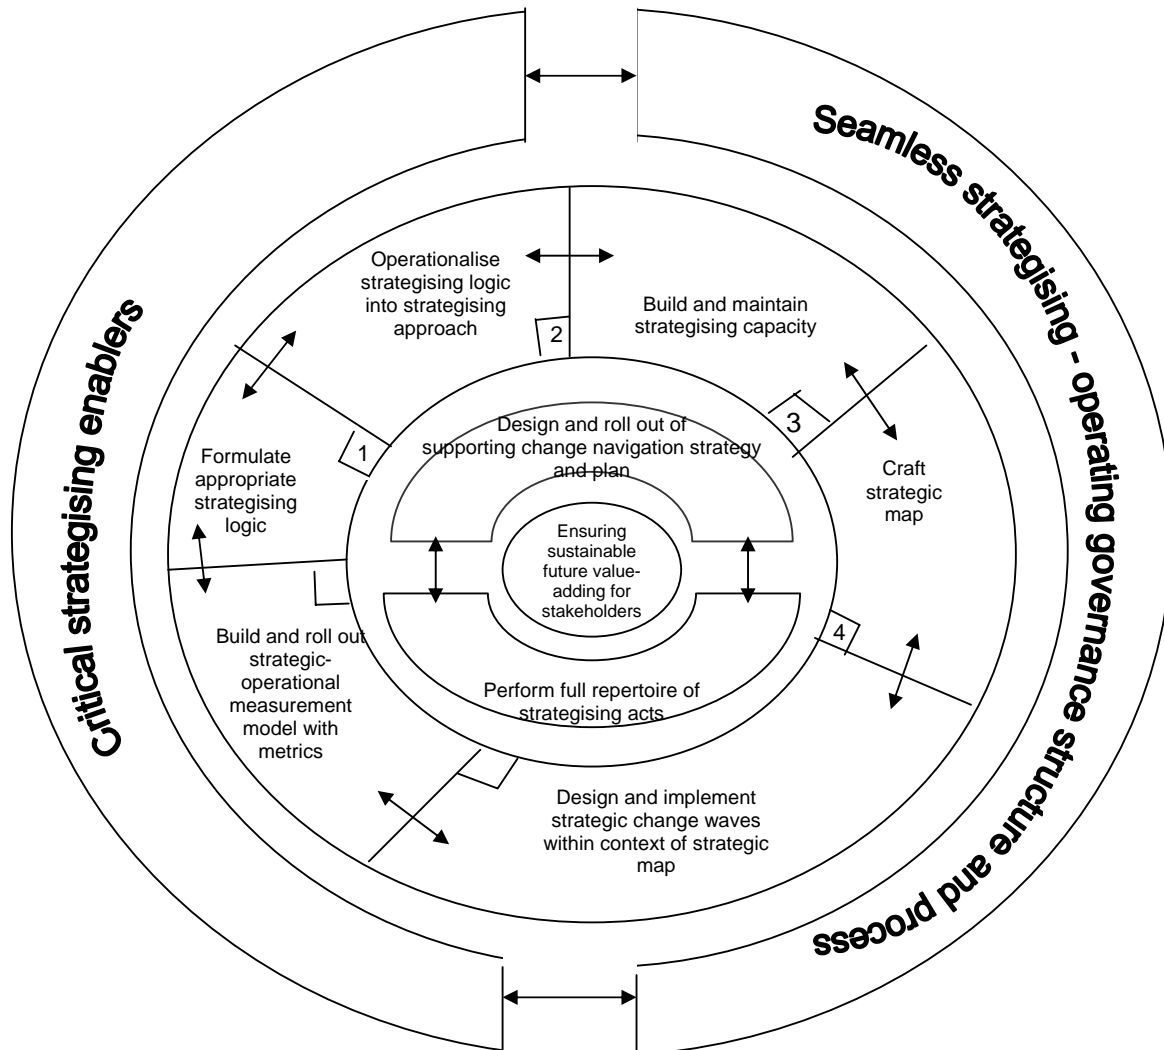 Critical strategising enablers
Seamless strategising - operating governance structure and process
Operationalise
strategising logic
into strategising
approach
2
Build and maintain
strategising capacity
3
Craft
strategic
map
4
Design and implement
strategic change waves
within context of strategic
map
Build and roll out
strategic-
operational
measurement
model with
metrics
Formulate
appropriate
strategising
logic
1
Design and roll out of
supporting change navigation strategy
and plan
Ensuring
sustainable
future value-
adding for
stakeholders
Perform full repertoire of
strategising acts